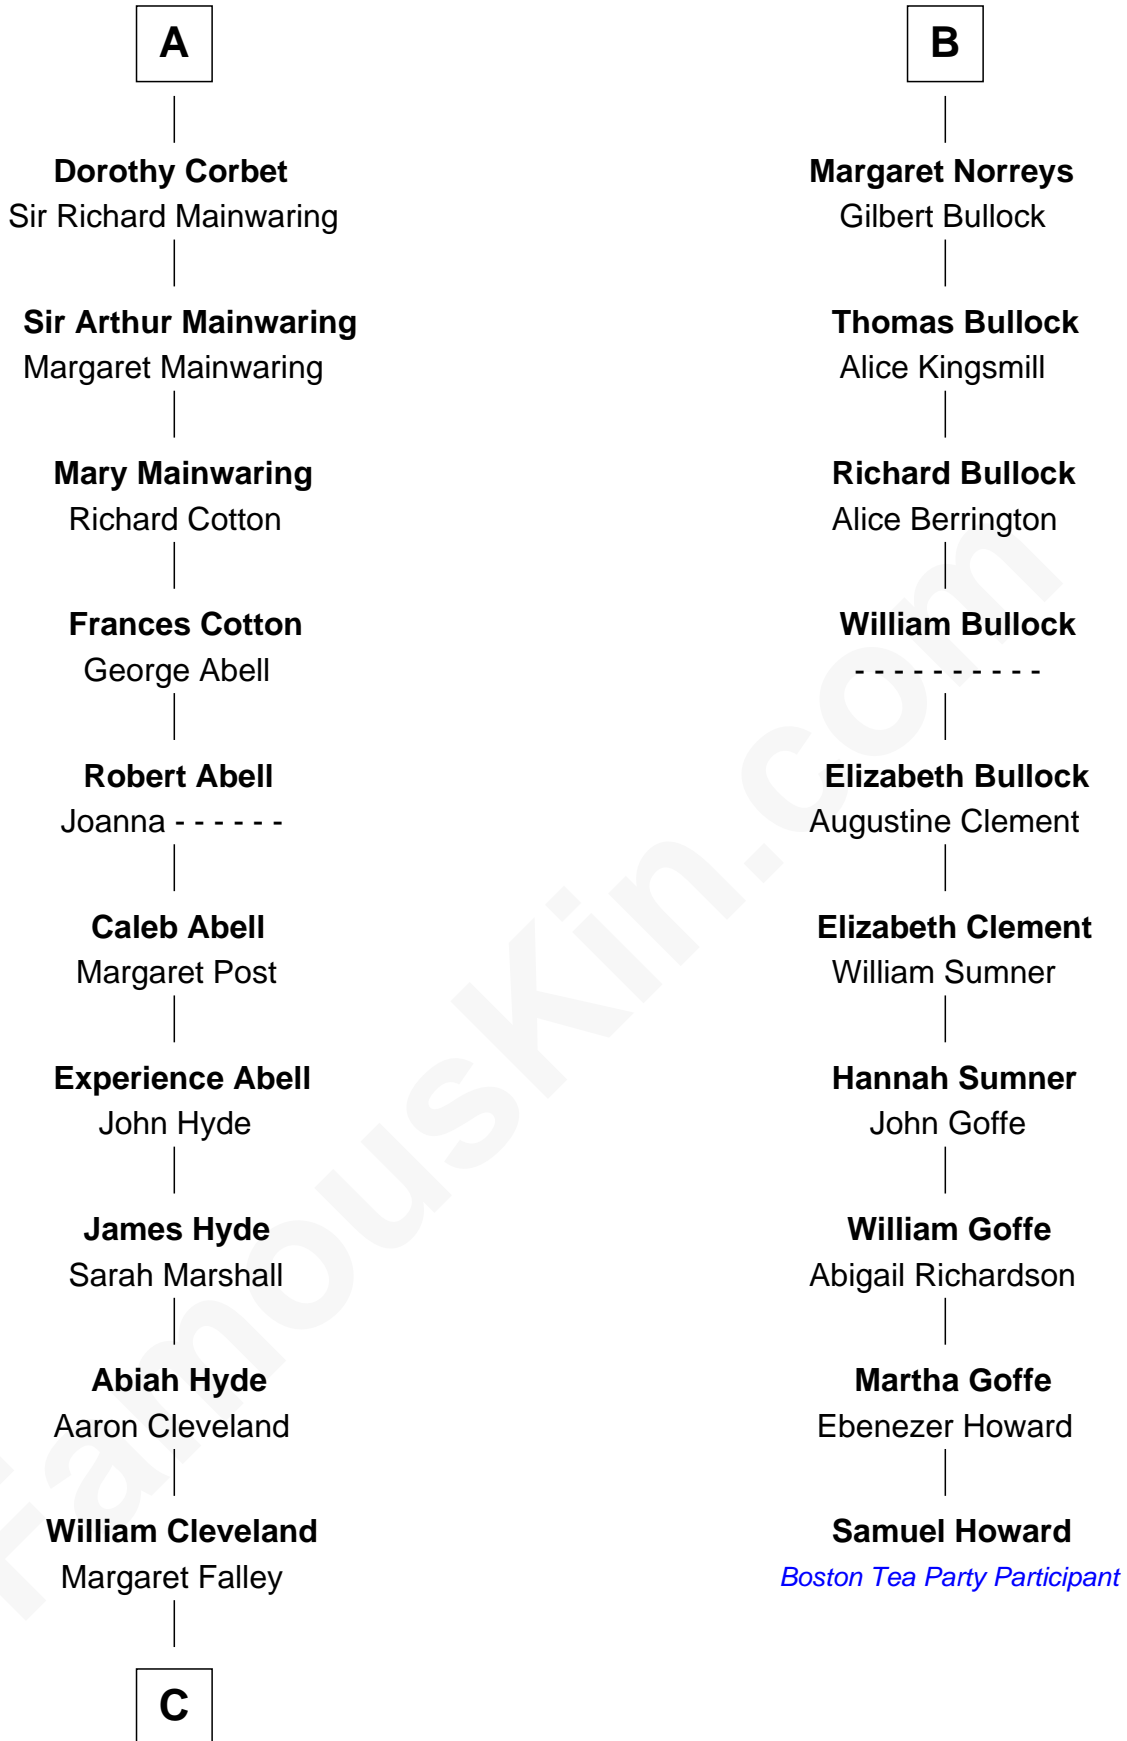 A
Dorothy Corbet
Sir Richard Mainwaring
Sir Arthur Mainwaring
Margaret Mainwaring
Mary Mainwaring
Richard Cotton
Frances Cotton
George Abell
Robert Abell
Joanna - - - - - -
Caleb Abell
Margaret Post
Experience Abell
John Hyde
James Hyde
Sarah Marshall
Abiah Hyde
Aaron Cleveland
William Cleveland
Margaret Falley
C
B
Margaret Norreys
Gilbert Bullock
Thomas Bullock
Alice Kingsmill
Richard Bullock
Alice Berrington
William Bullock
- - - - - - - - - -
Elizabeth Bullock
Augustine Clement
Elizabeth Clement
William Sumner
Hannah Sumner
John Goffe
William Goffe
Abigail Richardson
Martha Goffe
Ebenezer Howard
Samuel Howard
Boston Tea Party Participant
FamousKin.com